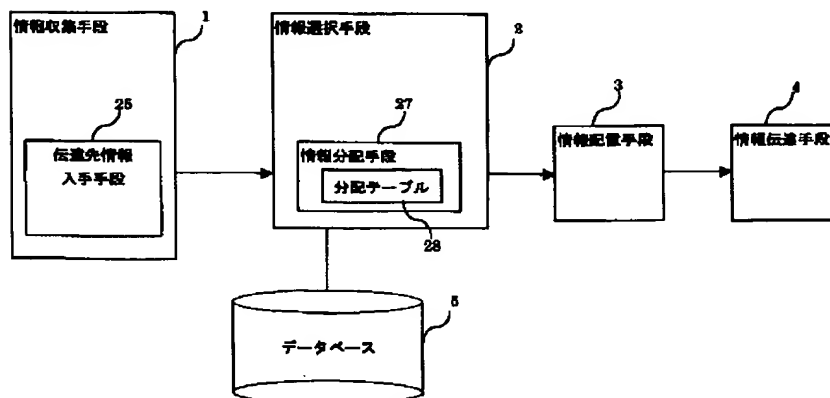 情報収集手段
1
25
伝達先情報
入手手段
情報選択手段
2
27
情報分配手段
分配テーブル
28
3
情報配置手段
4
情報伝達手段
5
データベース